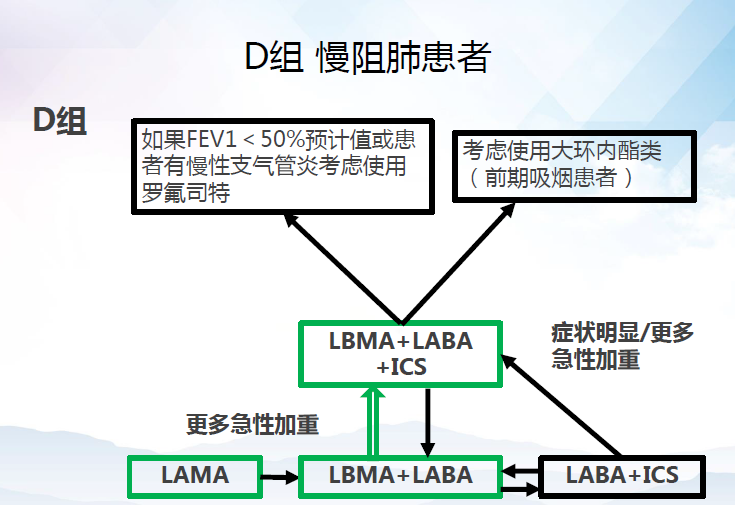 D组 慢阻肺患者
D组
如果FEV1＜50%预计值或患
者有慢性支气管炎考虑使用
罗氟司特
考虑使用大环内酯类
（前期吸烟患者）
LBMA+LABA
+ICS
症状明显/更多
急性加重
更多急性加重
LAMA
LBMA+LABA
LABA+ICS